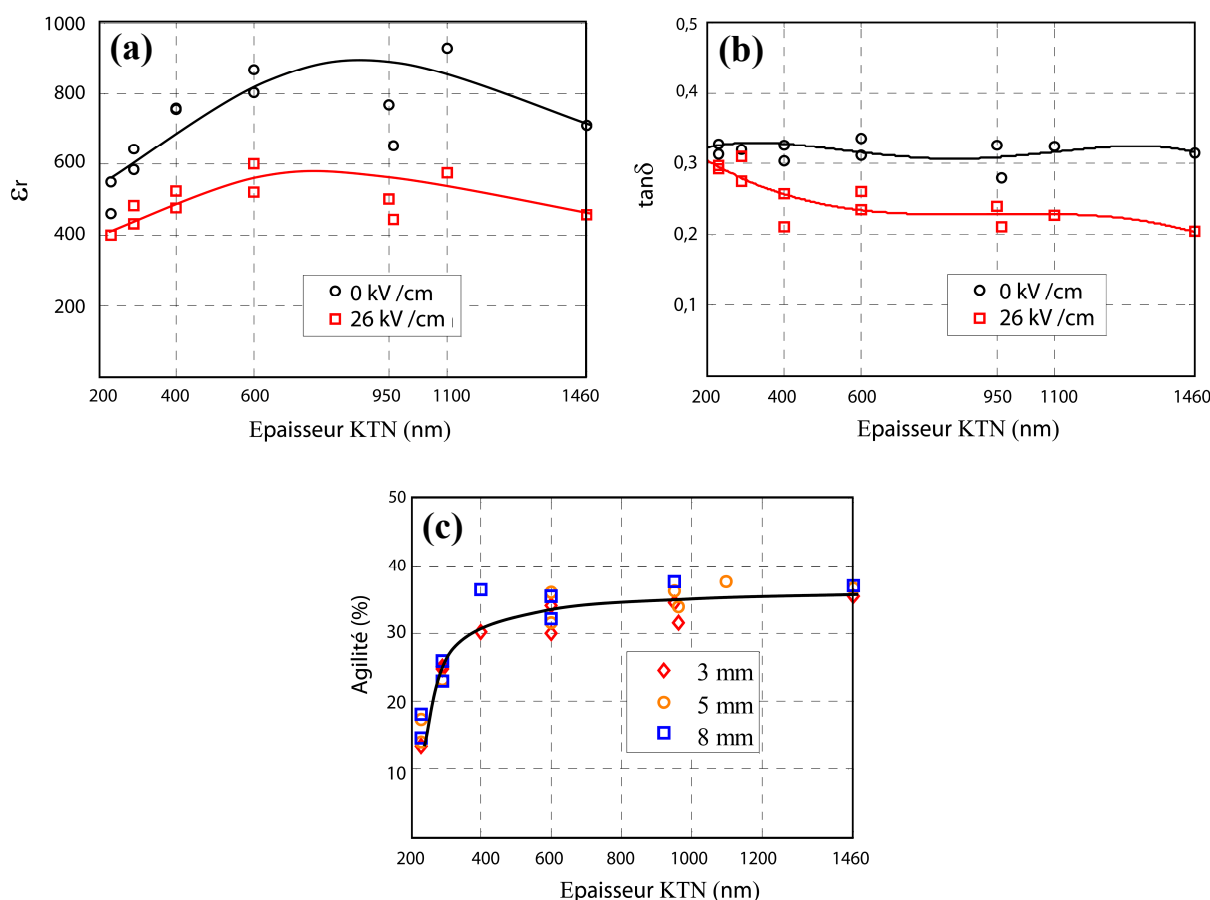 (a)
εr
1000
800
600
400
200
0 kV /cm
26 kV /cm
200 400 600 950 1100 1460
Epaisseur KTN (nm)
(b)
tanδ
0,5
0,4
0,3
0,2
0,1
0 kV /cm
26 kV /cm
200 400 600 950 1100 1460
Epaisseur KTN (nm)
(c)
Agilité (%)
50
40
30
20
10
3 mm
5 mm
8 mm
200 400 600 800 1000 1200 1460
Epaisseur KTN (nm)